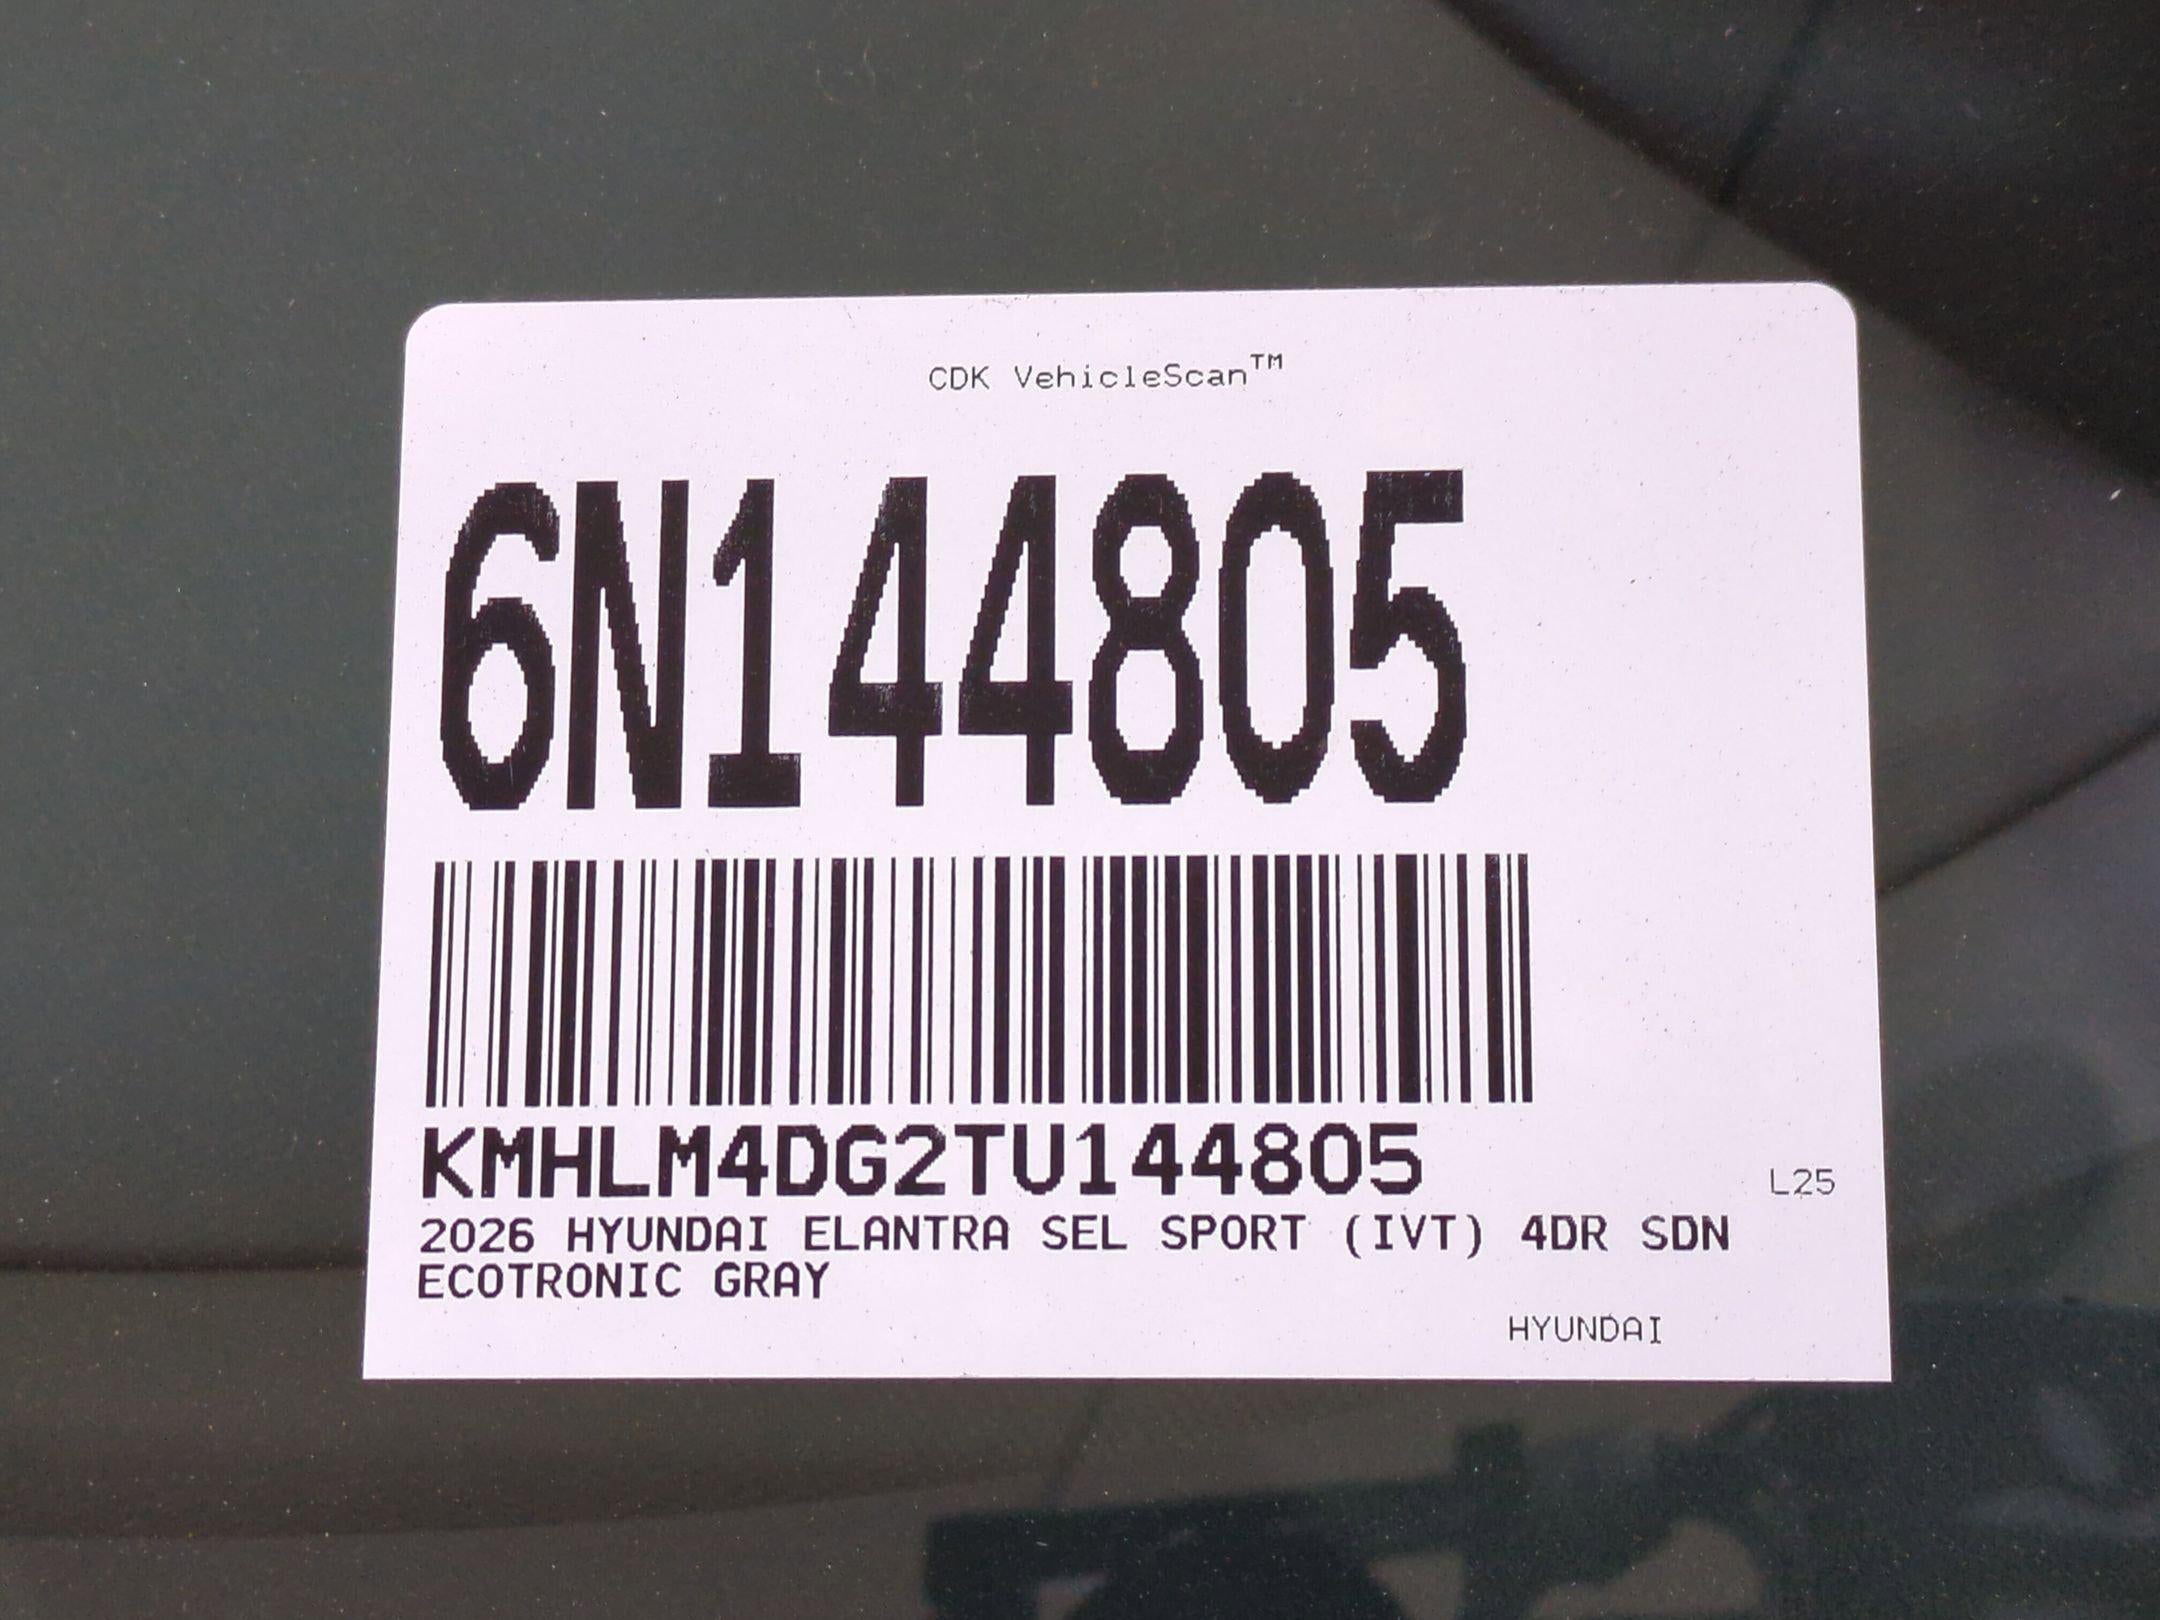 CDK VehicleScan™
6N144805
KMHLM4DG2TU144805
L25
2026 HYUNDAI ELANTRA SEL SPORT (IVT) 4DR SDN
ECOTRONIC GRAY
HYUNDAI